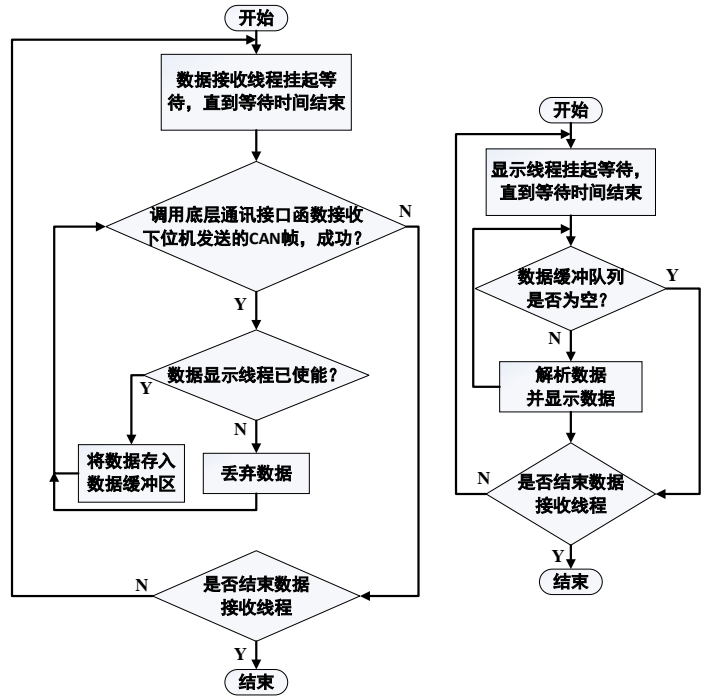 开始
数据接收线程挂起等
待，直到等待时间结束
调用底层通讯接口函数接收
下位机发送的CAN帧，成功？
N
Y
数据显示线程已使能？
Y
N
将数据存入
数据缓冲区
丢弃数据
N
是否结束数据
接收线程
Y
结束
开始
显示线程挂起等待，
直到等待时间结束
数据缓冲队列
是否为空？
Y
N
解析数据
并显示数据
N
是否结束数据
接收线程
Y
结束